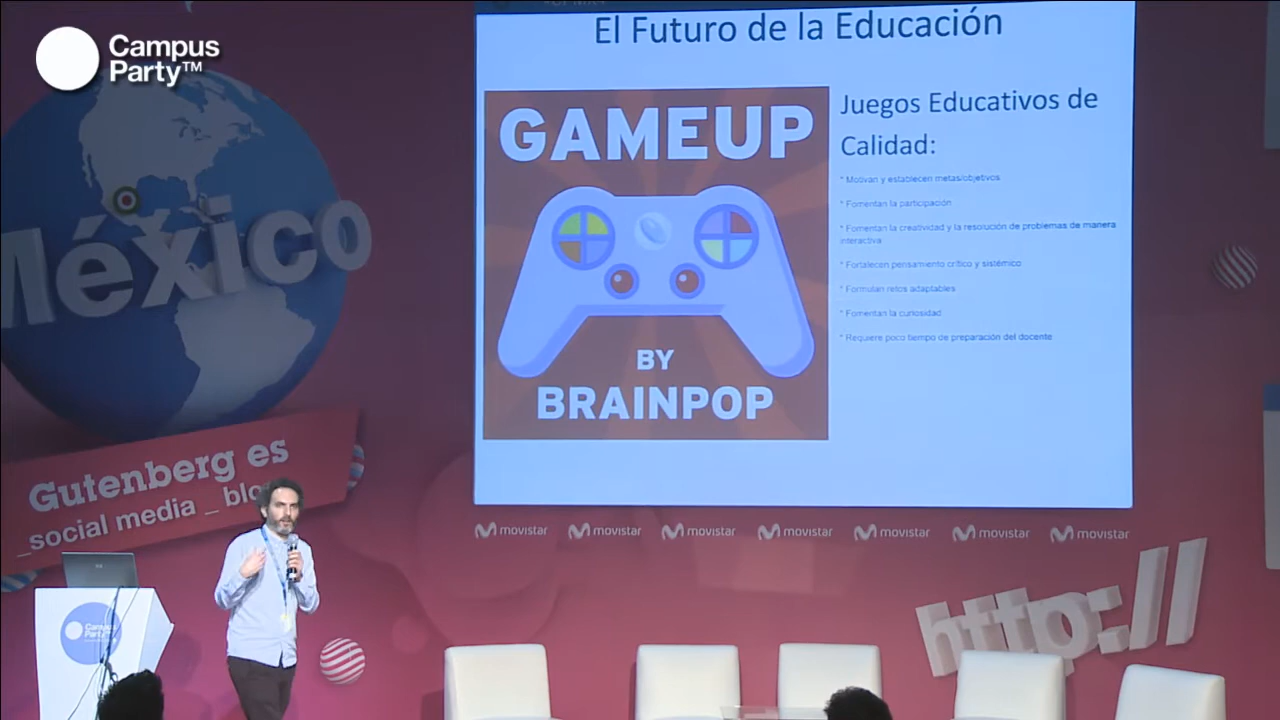 Campus
Party™
El Futuro de la Educación
GAMEUP
BY
BRAINPOP
Juegos Educativos de
Calidad:
* Motivan y establecen metas/objetivos
* Fomentan la participación
* Fomentan la creatividad y la resolución de problemas de manera
interactiva
* Fortalecen pensamiento crítico y sistémico
* Formulan retos adaptables
* Fomentan la curiosidad
* Requiere poco tiempo de preparación del docente
México
Gutenberg es
_social media _ blo
movistar movistar movistar movistar movistar movistar movistar
http://
Campus
Party